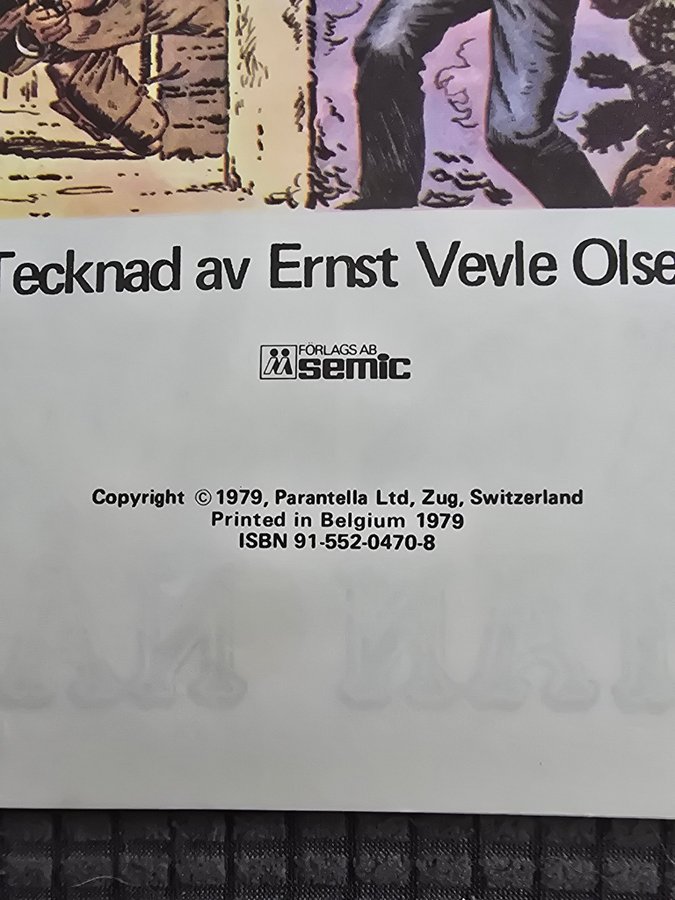 Tecknad av Ernst Vevle Olse
FÖRLAGS AB
semic
Copyright © 1979, Parantella Ltd, Zug, Switzerland
Printed in Belgium 1979
ISBN 91-552-0470-8